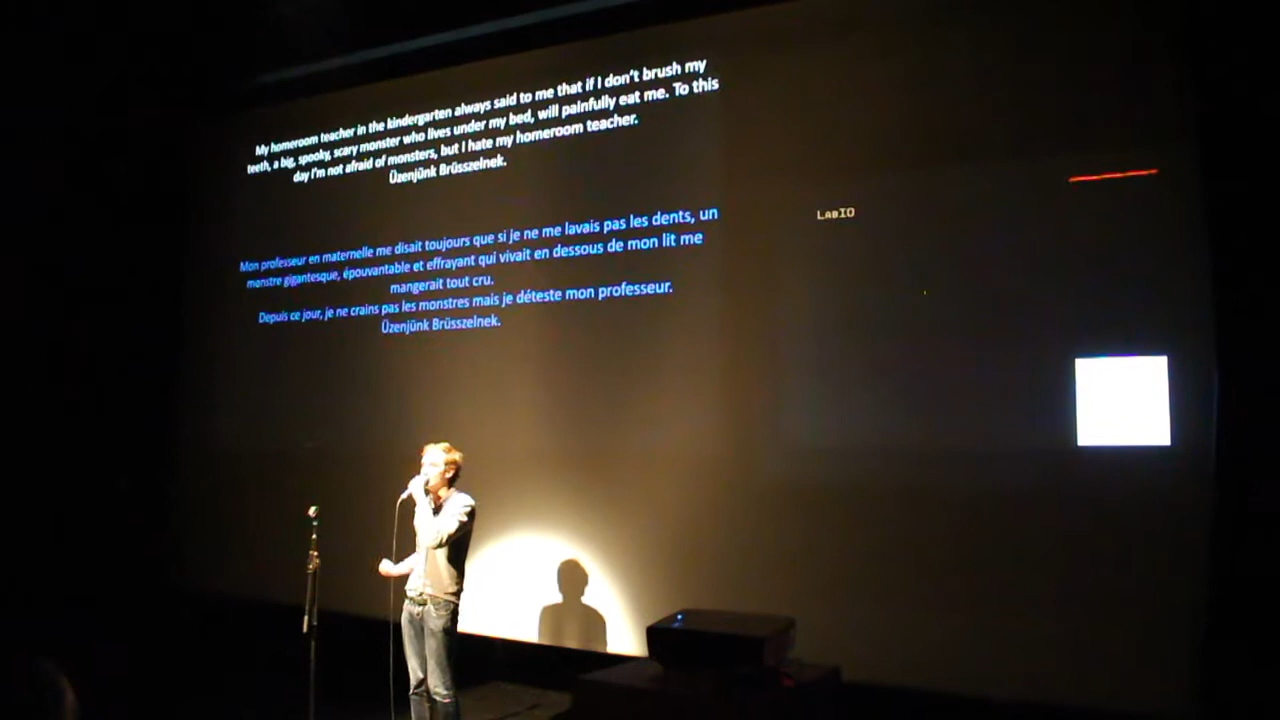 My homeroom teacher in the kindergarten always said to me that if I don't brush my
teeth, a big, spooky, scary monster who lives under my bed, will painfully eat me. To this
day I'm not afraid of monsters, but I hate my homeroom teacher.
Üzenjünk Brüsszelnek.
Mon professeur en maternelle me disait toujours que si je ne me lavais pas les dents, un
monstre gigantesque, épouvantable et effrayant qui vivait en dessous de mon lit me
mangerait tout cru.
Depuis ce jour, je ne crains pas les monstres mais je déteste mon professeur.
Üzenjünk Brüsszelnek.
LabIO